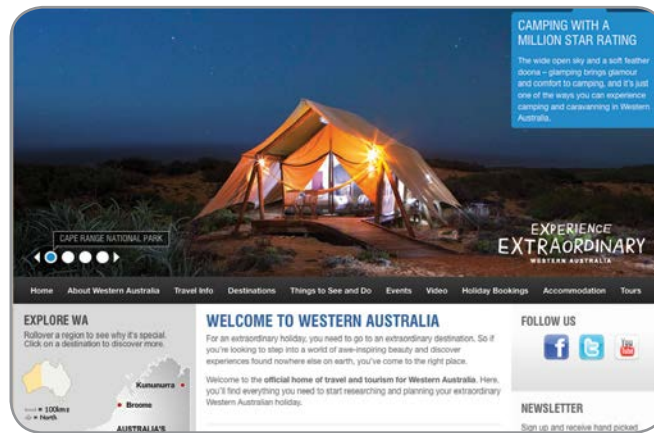 CAMPING WITH A
MILLION STAR RATING
The wide open sky and a soft feather
doona – glamping brings glamour
and comfort to camping, and it's just
one of the ways you can experience
camping and caravanning in Western
Australia.
CAPE RANGE NATIONAL PARK
EXPERIENCE
EXTRAORDINARY
WESTERN AUSTRALIA
Home About Western Australia Travel Info Destinations Things to See and Do Events Video Holiday Bookings Accommodation Tours
EXPLORE WA
Rollover a region to see why it's special.
Click on a destination to discover more.
Kununurra
Broome
= 100kms
= North
AUSTRALIA'S
WELCOME TO WESTERN AUSTRALIA
For an extraordinary holiday, you need to go to an extraordinary destination. So if
you're looking to step into a world of awe-inspiring beauty and discover
experiences found nowhere else on earth, you've come to the right place.
Welcome to the official home of travel and tourism for Western Australia. Here,
you'll find everything you need to start researching and planning your extraordinary
Western Australian holiday.
FOLLOW US
f
You
Tube
NEWSLETTER
Sign up and receive hand picked